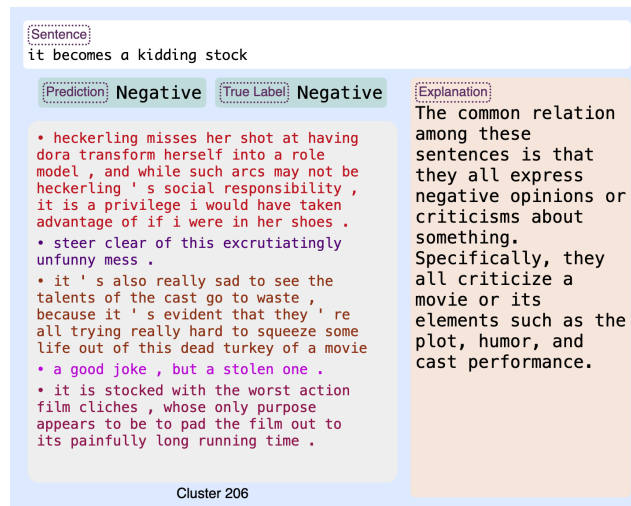 Sentence
it becomes a kidding stock
Prediction Negative True Label Negative
• heckerling misses her shot at having
dora transform herself into a role
model , and while such arcs may not be
heckerling ' s social responsibility ,
it is a privilege i would have taken
advantage of if i were in her shoes .
• steer clear of this excrutiatingly
unfunny mess .
• it ' s also really sad to see the
talents of the cast go to waste ,
because it ' s evident that they ' re
all trying really hard to squeeze some
life out of this dead turkey of a movie
• a good joke , but a stolen one .
• it is stocked with the worst action
film cliches , whose only purpose
appears to be to pad the film out to
its painfully long running time .
Cluster 206
Explanation
The common relation
among these
sentences is that
they all express
negative opinions or
criticisms about
something.
Specifically, they
all criticize a
movie or its
elements such as the
plot, humor, and
cast performance.